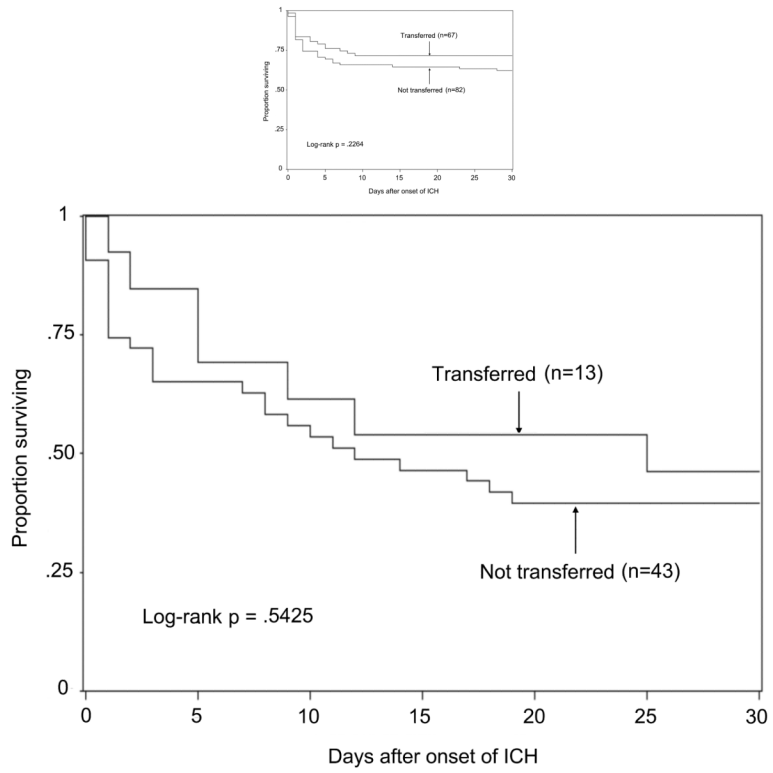 1
.75
.50
.25
0
Proportion surviving
Transferred (n=67)
Not transferred (n=82)
Log-rank p = .2264
0 5 10 15 20 25 30
Days after onset of ICH
1
.75
.50
.25
0
Proportion surviving
Transferred (n=13)
Not transferred (n=43)
Log-rank p = .5425
0 5 10 15 20 25 30
Days after onset of ICH